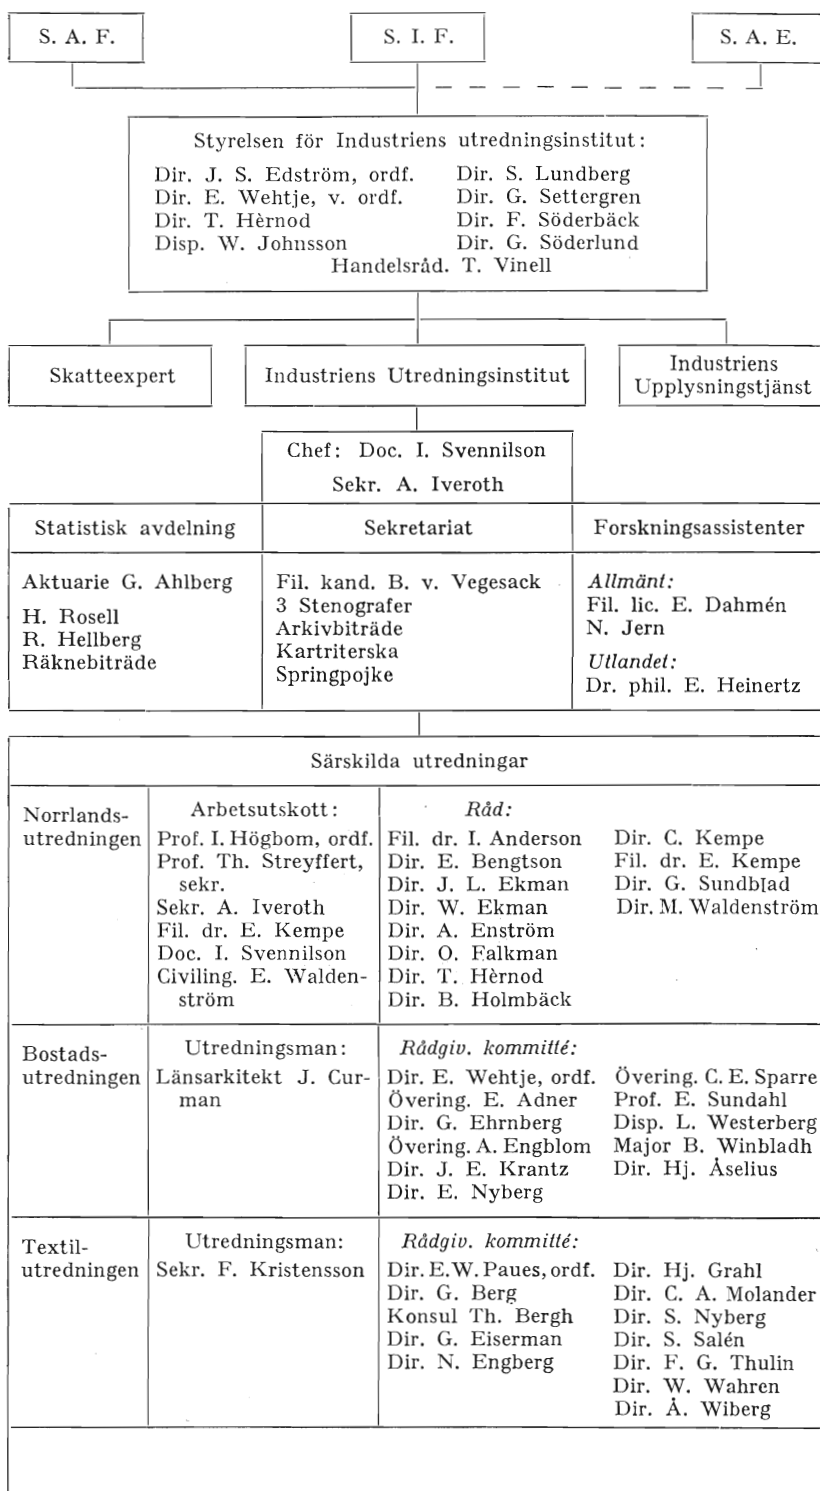 S. A. F.
S. I. F.
S. A. E.
Styrelsen för Industriens utredningsinstitut:
Dir. J. S. Edström, ordf.
Dir. E. Wehtje, v. ordf.
Dir. T. Hèrnod
Disp. W. Johnsson
Dir. S. Lundberg
Dir. G. Settergren
Dir. F. Söderbäck
Dir. G. Söderlund
Handelsråd. T. Vinell
Skatteexpert
Industriens Utredningsinstitut
Industriens
Upplysningstjänst
Chef: Doc. I. Svennilson
Sekr. A. Iveroth
Statistisk avdelning
Aktuarie G. Ahlberg
H. Rosell
R. Hellberg
Räknebiträde
Sekretariat
Fil. kand. B. v. Vegesack
3 Stenografer
Arkivbiträde
Kartriterska
Springpojke
Forskningsassistenter
Allmänt:
Fil. lic. E. Dahmén
N. Jern
Utlandet:
Dr. phil. E. Heinertz
Särskilda utredningar
Norrlands-
utredningen
Arbetsutskott:
Prof. I. Högbom, ordf.
Prof. Th. Streyffert,
sekr.
Sekr. A. Iveroth
Fil. dr. E. Kempe
Doc. I. Svennilson
Civiling. E. Walden-
ström
Råd:
Fil. dr. I. Anderson
Dir. E. Bengtson
Dir. J. L. Ekman
Dir. W. Ekman
Dir. A. Enström
Dir. O. Falkman
Dir. T. Hèrnod
Dir. B. Holmbäck
Dir. C. Kempe
Fil. dr. E. Kempe
Dir. G. Sundblad
Dir. M. Waldenström
Bostads-
utredningen
Utredningsman:
Länsarkitekt J. Cur-
man
Rådgiv. kommitté:
Dir. E. Wehtje, ordf.
Övering. E. Adner
Dir. G. Ehrnberg
Övering. A. Engblom
Dir. J. E. Krantz
Dir. E. Nyberg
Övering. C. E. Sparre
Prof. E. Sundahl
Disp. L. Westerberg
Major B. Winbladh
Dir. Hj. Åselius
Textil-
utredningen
Utredningsman:
Sekr. F. Kristensson
Rådgiv. kommitté:
Dir. E. W. Paues, ordf.
Dir. G. Berg
Konsul Th. Bergh
Dir. G. Eiserman
Dir. N. Engberg
Dir. Hj. Grahl
Dir. C. A. Molander
Dir. S. Nyberg
Dir. S. Salén
Dir. F. G. Thulin
Dir. W. Wahren
Dir. Å. Wiberg